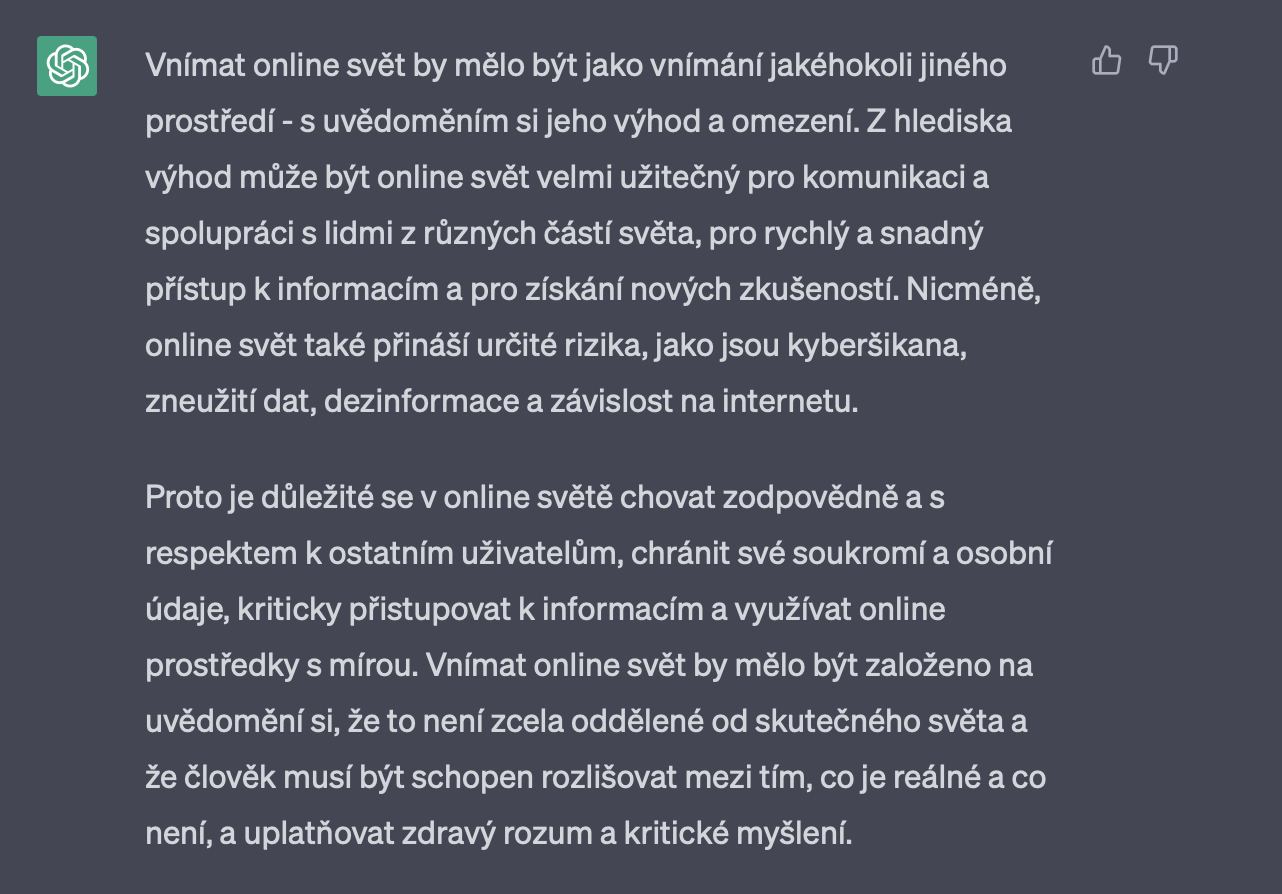 Vnímat online svět by mělo být jako vnímání jakéhokoli jiného
prostředí - s uvědoměním si jeho výhod a omezení. Z hlediska
výhod může být online svět velmi užitečný pro komunikaci a
spolupráci s lidmi z různých částí světa, pro rychlý a snadný
přístup k informacím a pro získání nových zkušeností. Nicméně,
online svět také přináší určité rizika, jako jsou kyberšikana,
zneužití dat, dezinformace a závislost na internetu.
Proto je důležité se v online světě chovat zodpovědně a s
respektem k ostatním uživatelům, chránit své soukromí a osobní
údaje, kriticky přistupovat k informacím a využívat online
prostředky s mírou. Vnímat online svět by mělo být založeno na
uvědomění si, že to není zcela oddělené od skutečného světa a
že člověk musí být schopen rozlišovat mezi tím, co je reálné a co
není, a uplatňovat zdravý rozum a kritické myšlení.